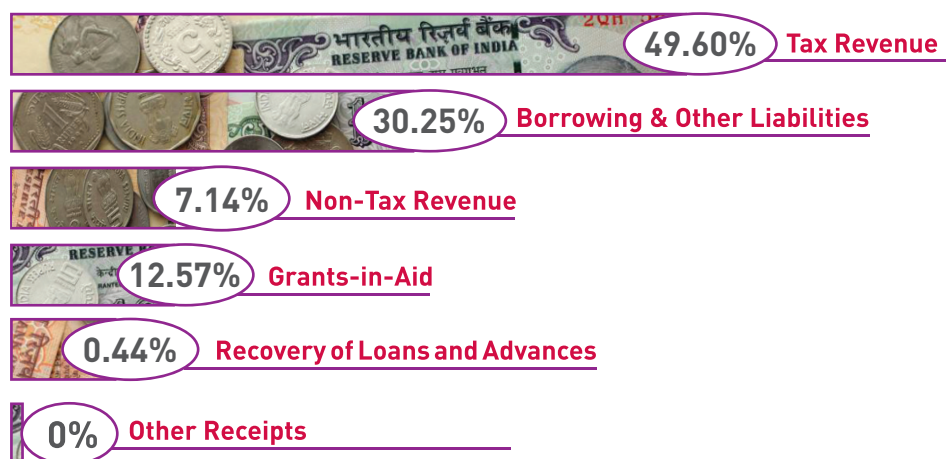 2QH
भारतीय रिज़र्व बैंक
RESERVE BANK OF INDIA
49.60% Tax Revenue
30.25% Borrowing & Other Liabilities
7.14% Non-Tax Revenue
RESERVE
12.57% Grants-in-Aid
0.44% Recovery of Loans and Advances
0% Other Receipts